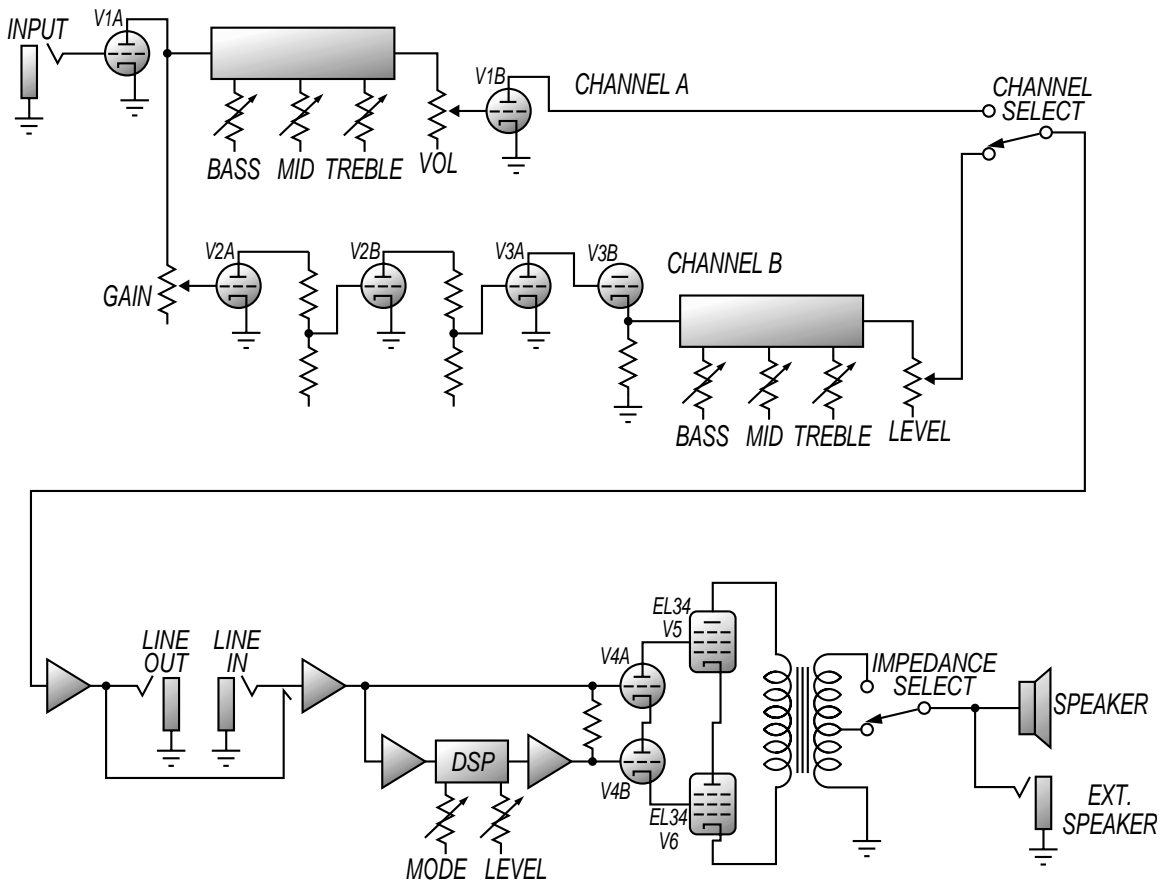 INPUT
V1A
BASS MID TREBLE
VOL
V1B
CHANNEL A
CHANNEL
SELECT
GAIN
V2A
V2B
V3A
V3B
CHANNEL B
BASS MID TREBLE
LEVEL
LINE
OUT
LINE
IN
DSP
MODE LEVEL
V4A
V4B
EL34
V5
EL34
V6
IMPEDANCE
SELECT
SPEAKER
EXT.
SPEAKER